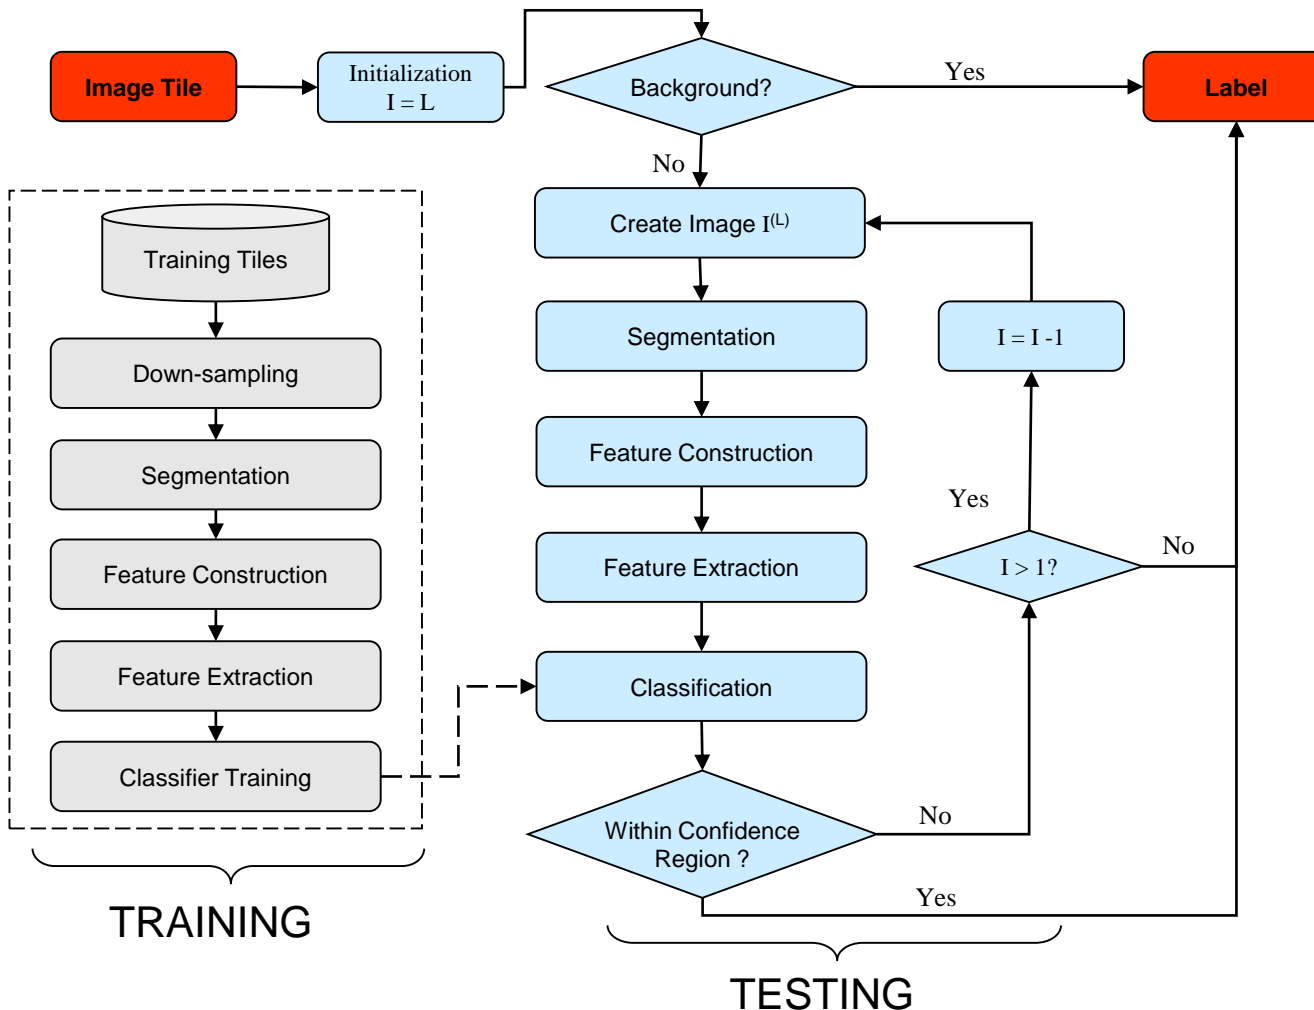 Image Tile
Initialization
I = L
Background?
Yes
Label
No
Create Image I(L)
Training Tiles
Down-sampling
Segmentation
Feature Construction
Feature Extraction
Classifier Training
TRAINING
Segmentation
Feature Construction
Feature Extraction
Classification
Within Confidence
Region ?
No
Yes
I = I -1
Yes
I > 1?
No
TESTING